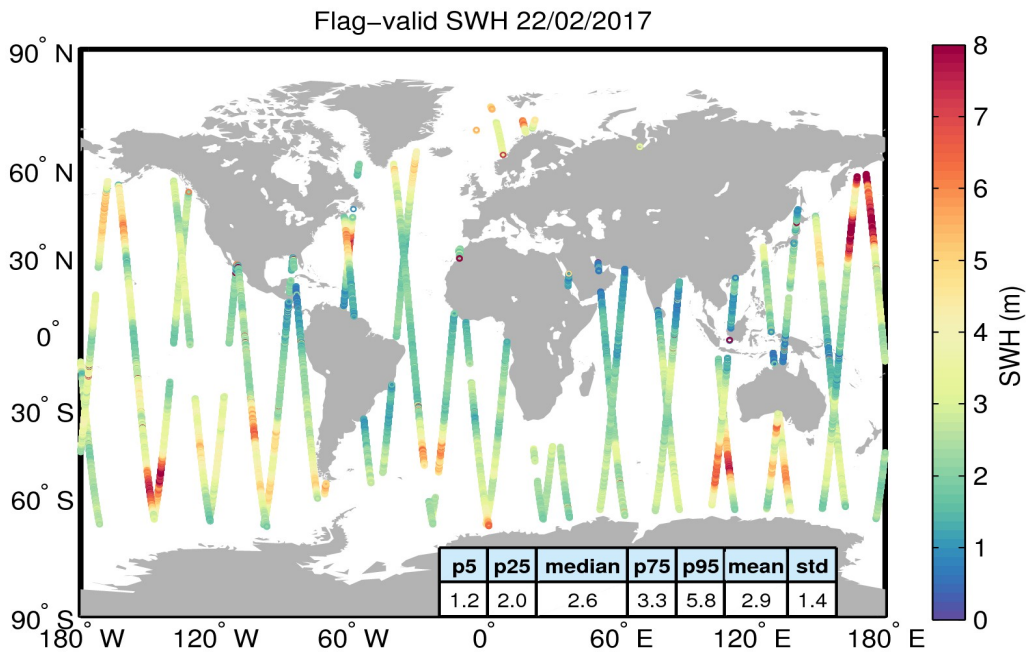 Flag−valid SWH 22/02/2017
90° N
60° N
30° N
0°
30° S
60° S
90° S
180° W
120° W
60° W
0°
60° E
120° E
180° E
p5 p25 median p75 p95 mean std
1.2 2.0 2.6 3.3 5.8 2.9 1.4
8
7
6
5
4
3
2
1
0
SWH (m)